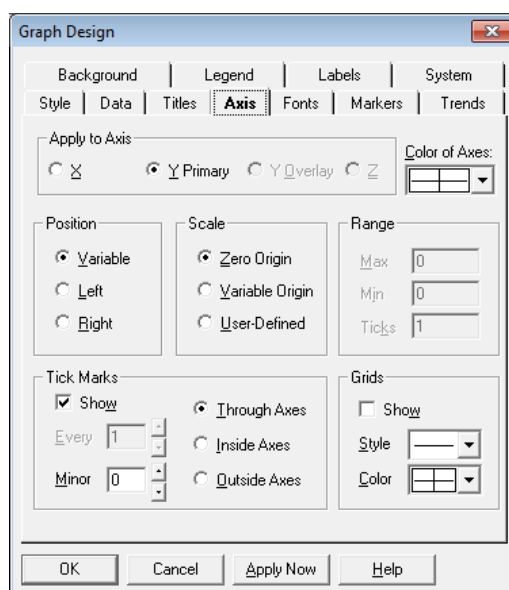 Graph Design
Background Legend Labels System
Style Data Titles Axis Fonts Markers Trends
Apply to Axis
X Y Primary Y Overlay Z
Color of Axes:
Position
Variable
Left
Right
Scale
Zero Origin
Variable Origin
User-Defined
Range
Max 0
Min 0
Ticks 1
Tick Marks
Show
Every 1
Minor 0
Through Axes
Inside Axes
Outside Axes
Grids
Show
Style
Color
OK Cancel Apply Now Help